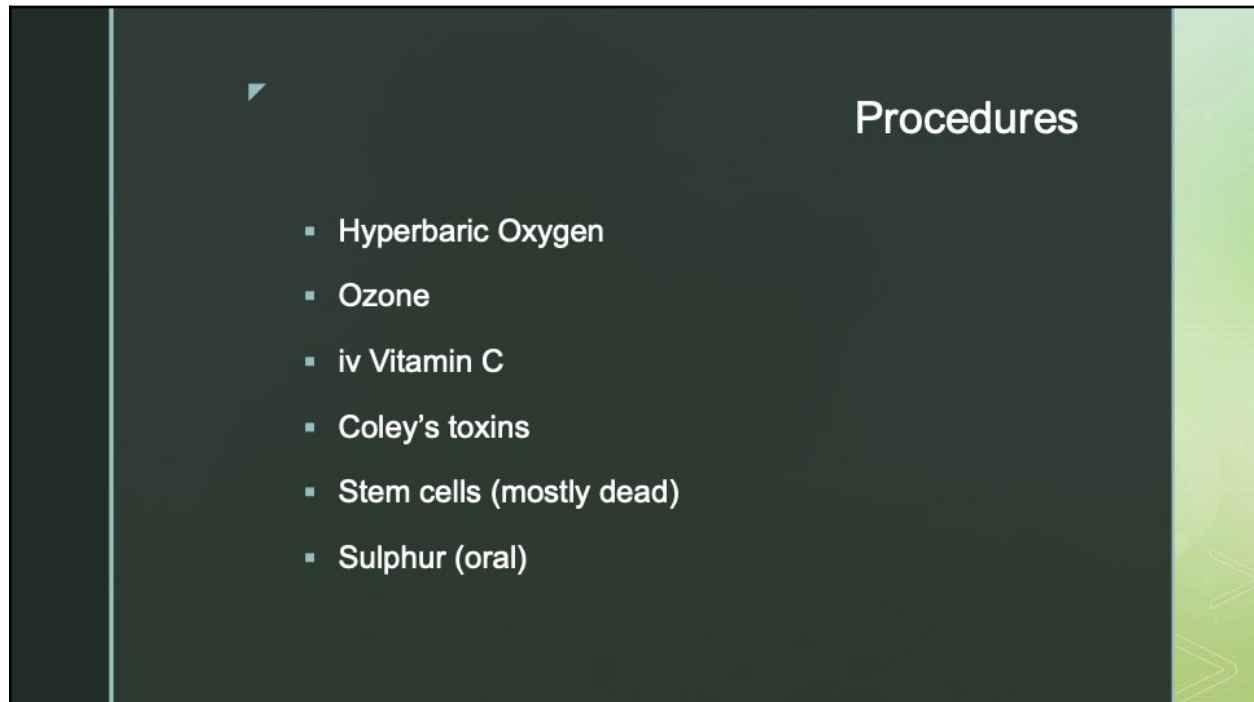 Procedures
▪ Hyperbaric Oxygen
▪ Ozone
▪ iv Vitamin C
▪ Coley’s toxins
▪ Stem cells (mostly dead)
▪ Sulphur (oral)